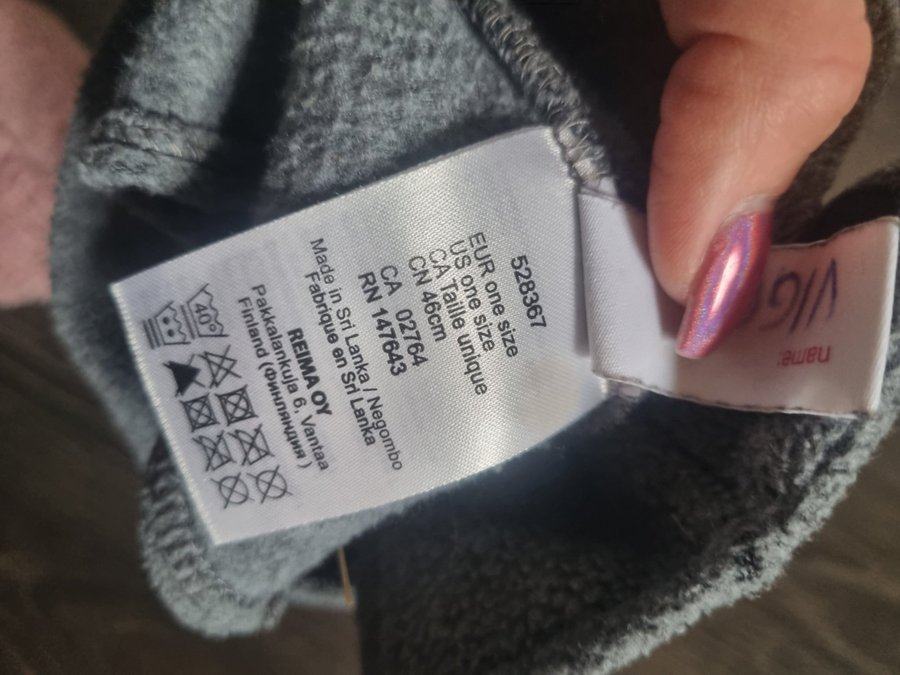 528367
EUR one size
US one size
CA Taille unique
CN 46cm
CA 02764
RN 147643
Made in Sri Lanka / Negombo
Fabrique en Sri Lanka
REIMA OY
Pakkalankuja 6, Vantaa
Finland (Финляндия)
40°
name: